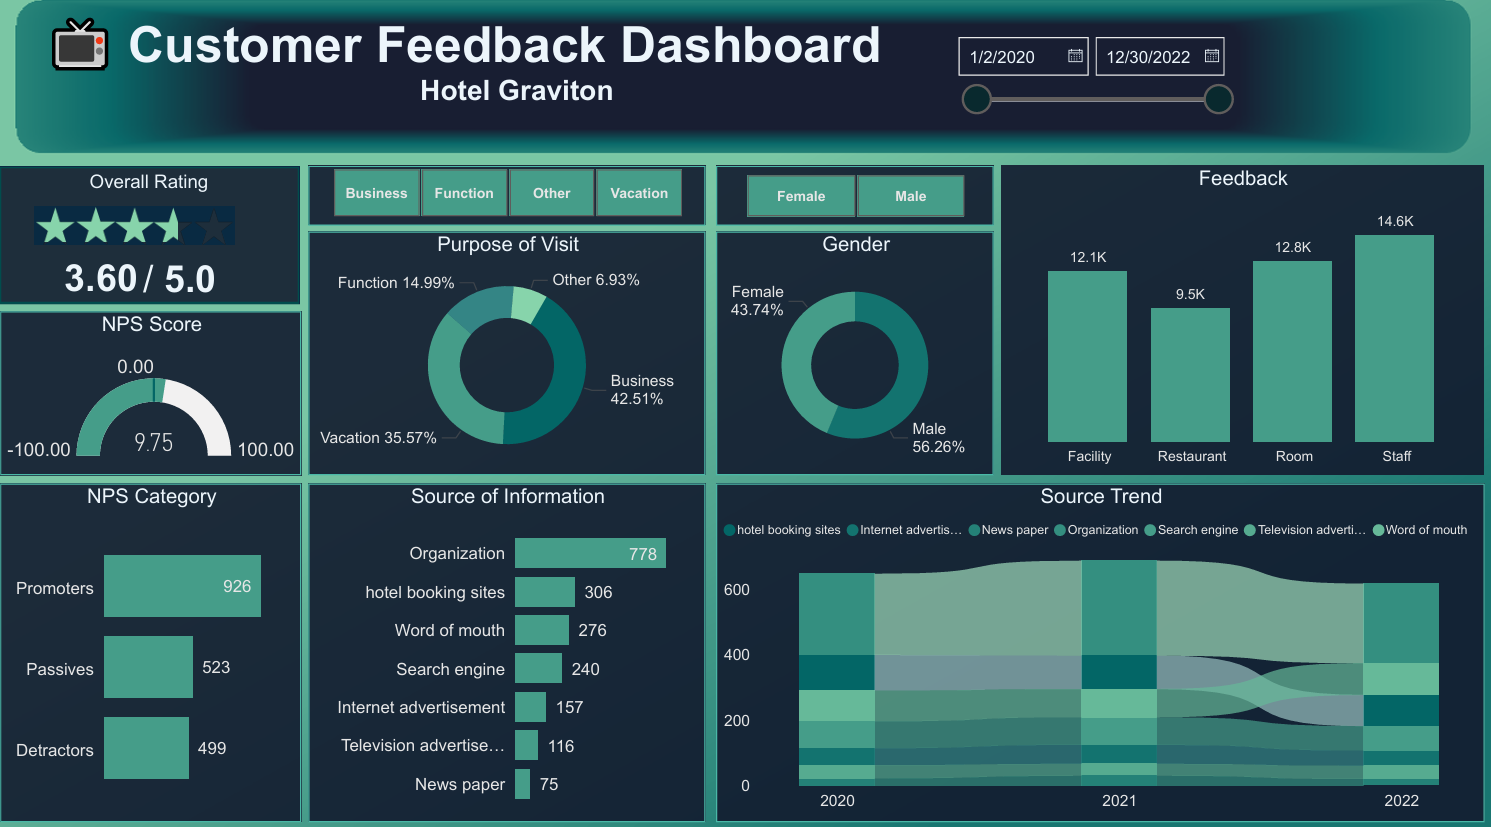 Customer Feedback Dashboard
Hotel Graviton
1/2/2020
12/30/2022
Overall Rating
3.60 / 5.0
NPS Score
0.00
-100.00
9.75
100.00
Business
Function
Other
Vacation
Purpose of Visit
Function 14.99%
Other 6.93%
Business
42.51%
Vacation 35.57%
Female
Male
Gender
Female
43.74%
Male
56.26%
Feedback
12.1K
9.5K
12.8K
14.6K
Facility
Restaurant
Room
Staff
NPS Category
Promoters 926
Passives 523
Detractors 499
Source of Information
Organization 778
hotel booking sites 306
Word of mouth 276
Search engine 240
Internet advertisement 157
Television advertise… 116
News paper 75
Source Trend
hotel booking sites
Internet advertis…
News paper
Organization
Search engine
Television adverti…
Word of mouth
600
400
200
0
2020
2021
2022